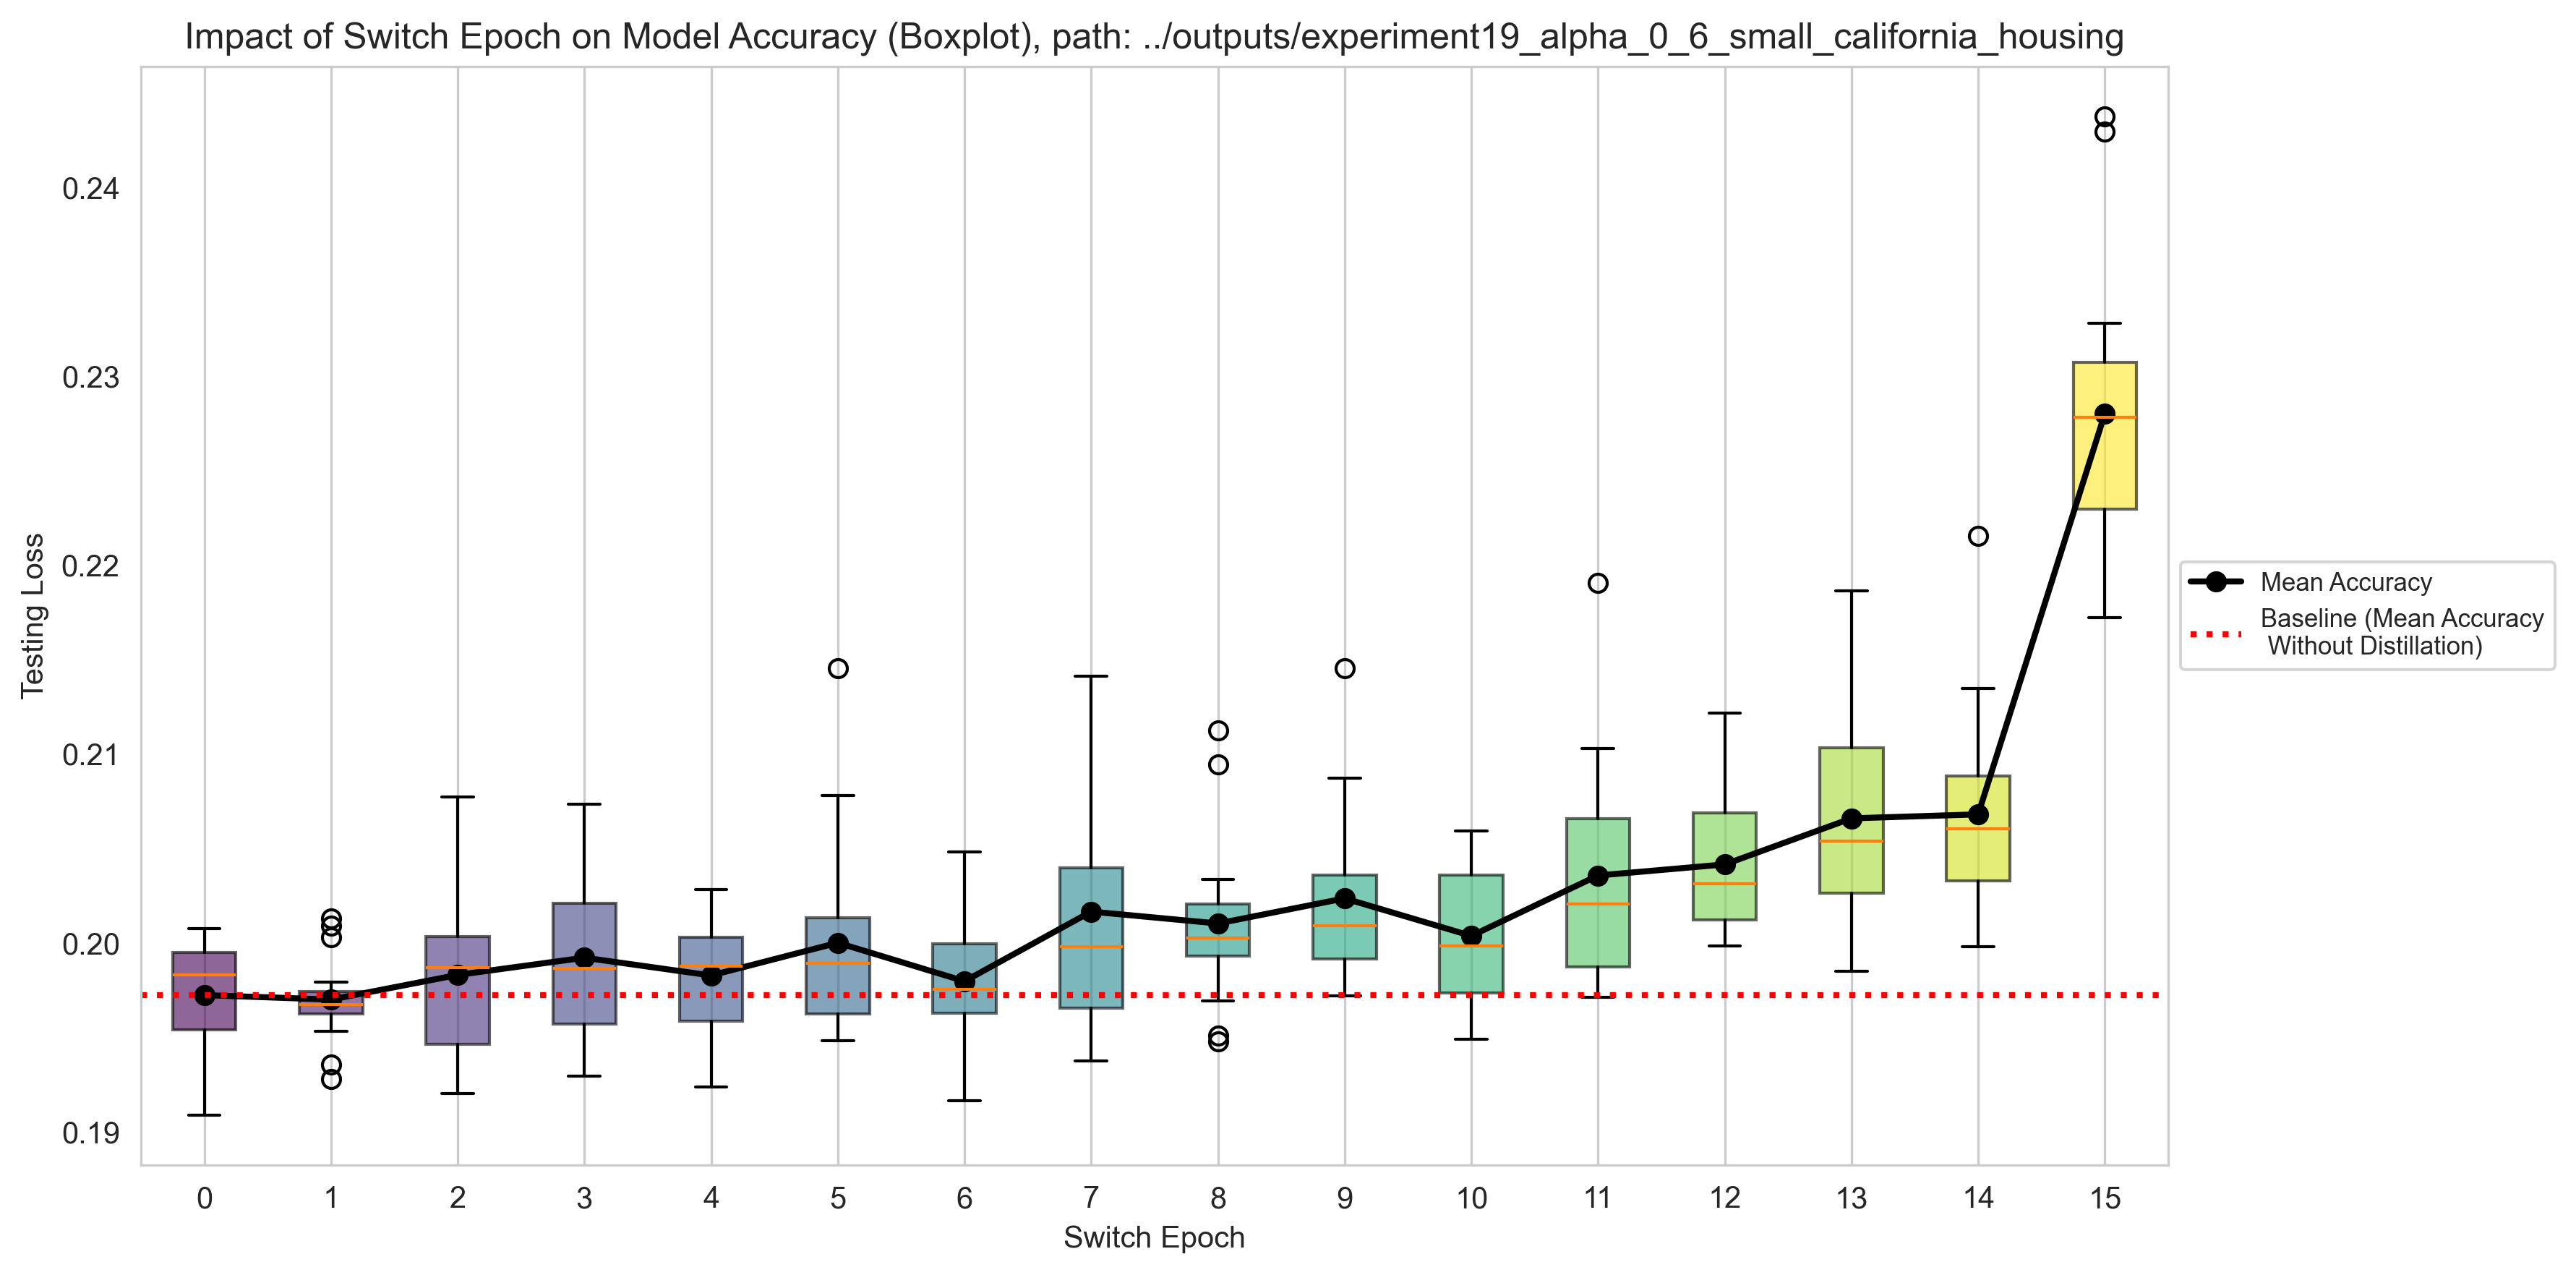 Impact of Switch Epoch on Model Accuracy (Boxplot), path: ../outputs/experiment19_alpha_0_6_small_california_housing
Testing Loss
0.24
0.23
0.22
0.21
0.20
0.19
0 1 2 3 4 5 6 7 8 9 10 11 12 13 14 15
Switch Epoch
Mean Accuracy
Baseline (Mean Accuracy
Without Distillation)